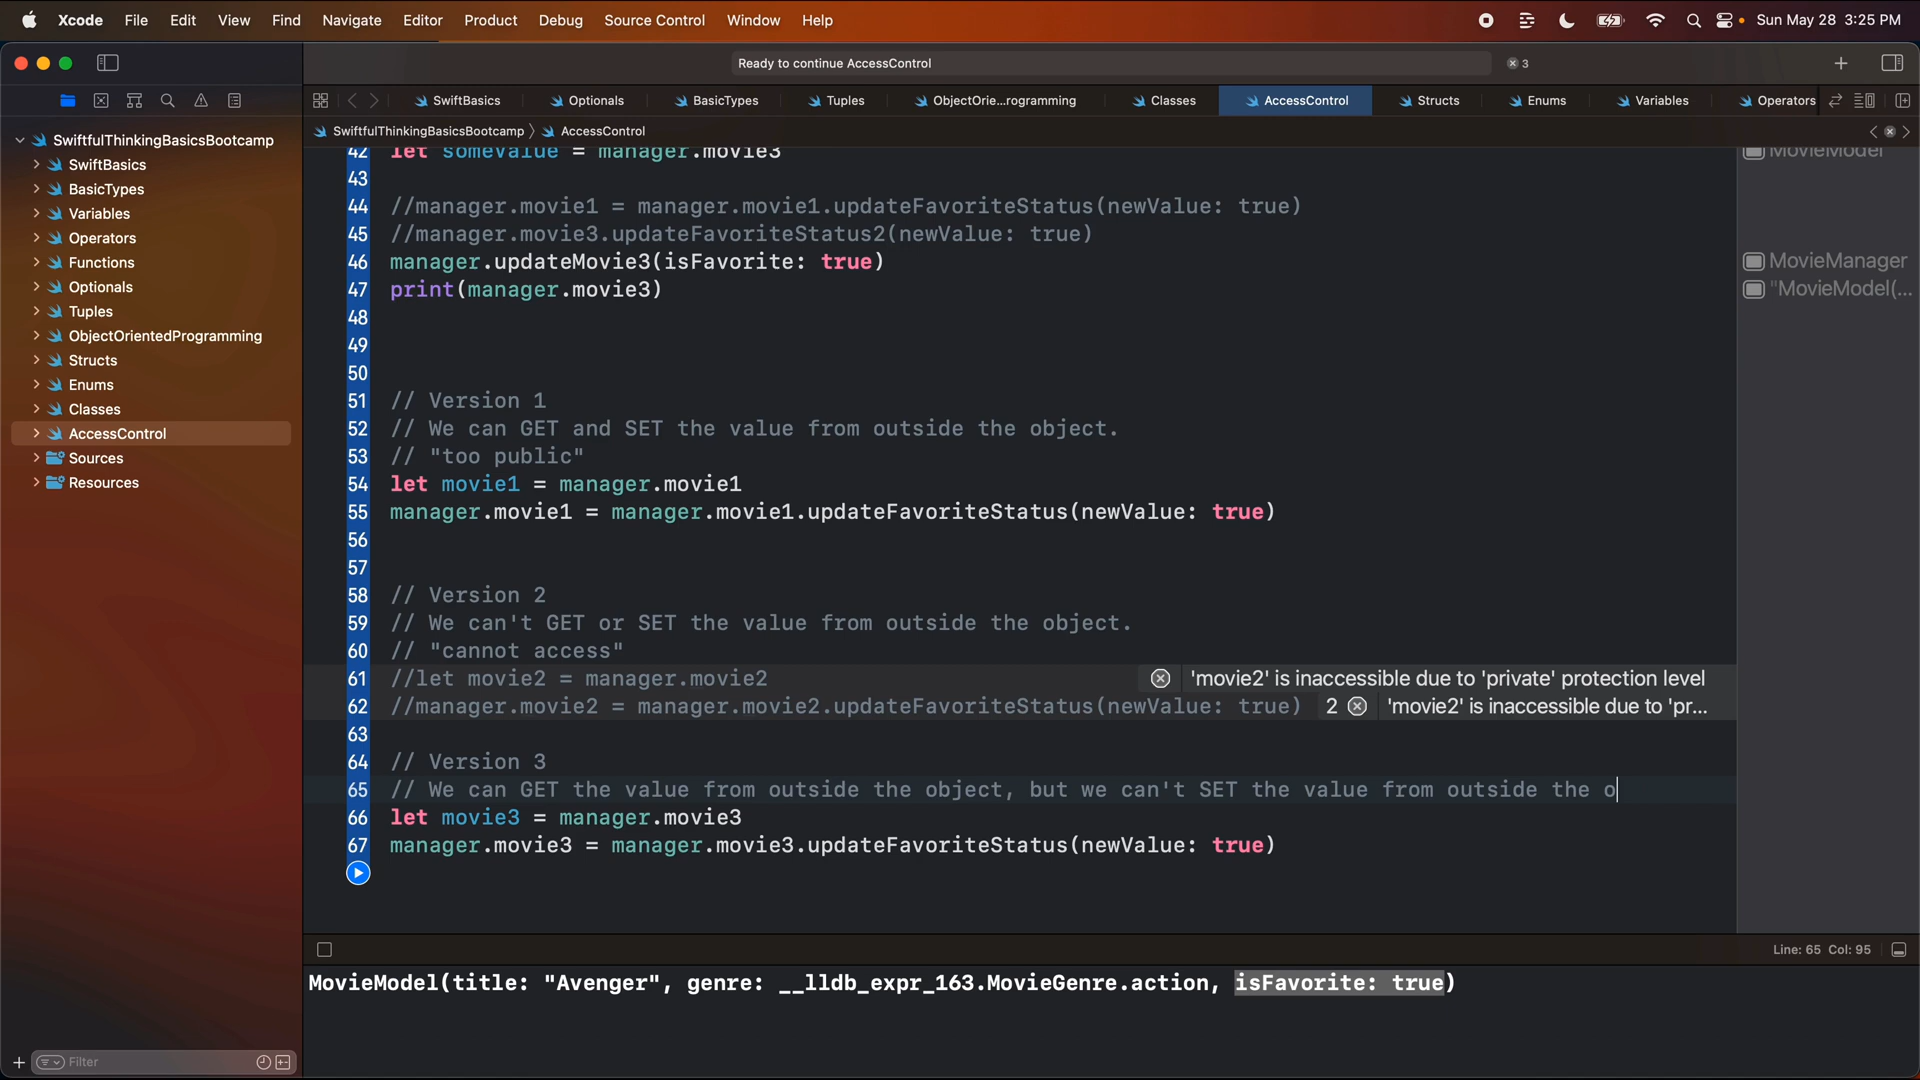 Xcode File Edit View Find Navigate Editor Product Debug Source Control Window Help Sun May 28 3:25 PM
Ready to continue AccessControl 3
SwiftBasics Optionals BasicTypes Tuples ObjectOrie...rogramming Classes AccessControl Structs Enums Variables Operators
SwiftfulThinkingBasicsBootcamp AccessControl
SwiftfulThinkingBasicsBootcamp
SwiftBasics
BasicTypes
Variables
Operators
Functions
Optionals
Tuples
ObjectOrientedProgramming
Structs
Enums
Classes
AccessControl
Sources
Resources
Filter
42 let somevalue = manager.movie3
43
44 //manager.movie1 = manager.movie1.updateFavoriteStatus(newValue: true)
45 //manager.movie3.updateFavoriteStatus2(newValue: true)
46 manager.updateMovie3(isFavorite: true)
47 print(manager.movie3)
48
49
50
51 // Version 1
52 // We can GET and SET the value from outside the object.
53 // "too public"
54 let movie1 = manager.movie1
55 manager.movie1 = manager.movie1.updateFavoriteStatus(newValue: true)
56
57
58 // Version 2
59 // We can't GET or SET the value from outside the object.
60 // "cannot access"
61 //let movie2 = manager.movie2 'movie2' is inaccessible due to 'private' protection level
62 //manager.movie2 = manager.movie2.updateFavoriteStatus(newValue: true) 2 'movie2' is inaccessible due to 'pr...
63
64 // Version 3
65 // We can GET the value from outside the object, but we can't SET the value from outside the o
66 let movie3 = manager.movie3
67 manager.movie3 = manager.movie3.updateFavoriteStatus(newValue: true)
MovieModel
MovieManager
"MovieModel(...
Line: 65 Col: 95
MovieModel(title: "Avenger", genre: __lldb_expr_163.MovieGenre.action, isFavorite: true)